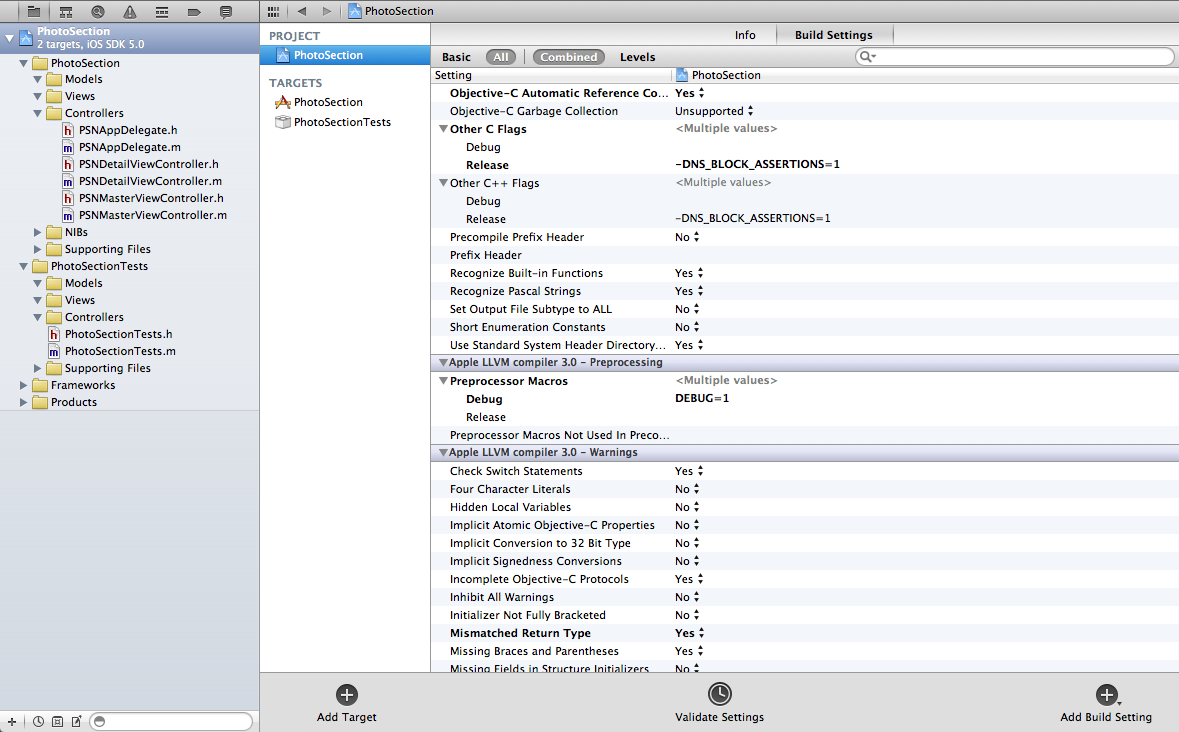 PhotoSection
PhotoSection
2 targets, iOS SDK 5.0
PhotoSection
Models
Views
Controllers
h PSNAppDelegate.h
m PSNAppDelegate.m
h PSNDetailViewController.h
m PSNDetailViewController.m
h PSNMasterViewController.h
m PSNMasterViewController.m
NIBs
Supporting Files
PhotoSectionTests
Models
Views
Controllers
h PhotoSectionTests.h
m PhotoSectionTests.m
Supporting Files
Frameworks
Products
PROJECT
PhotoSection
TARGETS
PhotoSection
PhotoSectionTests
Info Build Settings
Basic All Combined Levels
Setting PhotoSection
Objective-C Automatic Reference Co... Yes
Objective-C Garbage Collection Unsupported
Other C Flags <Multiple values>
Debug
Release -DNS_BLOCK_ASSERTIONS=1
Other C++ Flags <Multiple values>
Debug
Release -DNS_BLOCK_ASSERTIONS=1
Precompile Prefix Header No
Prefix Header
Recognize Built-in Functions Yes
Recognize Pascal Strings Yes
Set Output File Subtype to ALL No
Short Enumeration Constants No
Use Standard System Header Directory... Yes
Apple LLVM compiler 3.0 - Preprocessing
Preprocessor Macros <Multiple values>
Debug DEBUG=1
Release
Preprocessor Macros Not Used In Preco...
Apple LLVM compiler 3.0 - Warnings
Check Switch Statements Yes
Four Character Literals No
Hidden Local Variables No
Implicit Atomic Objective-C Properties No
Implicit Conversion to 32 Bit Type No
Implicit Signedness Conversions No
Incomplete Objective-C Protocols Yes
Inhibit All Warnings No
Initializer Not Fully Bracketed No
Mismatched Return Type Yes
Missing Braces and Parentheses Yes
Missing Fields in Structure Initializers No
Add Target Validate Settings Add Build Setting